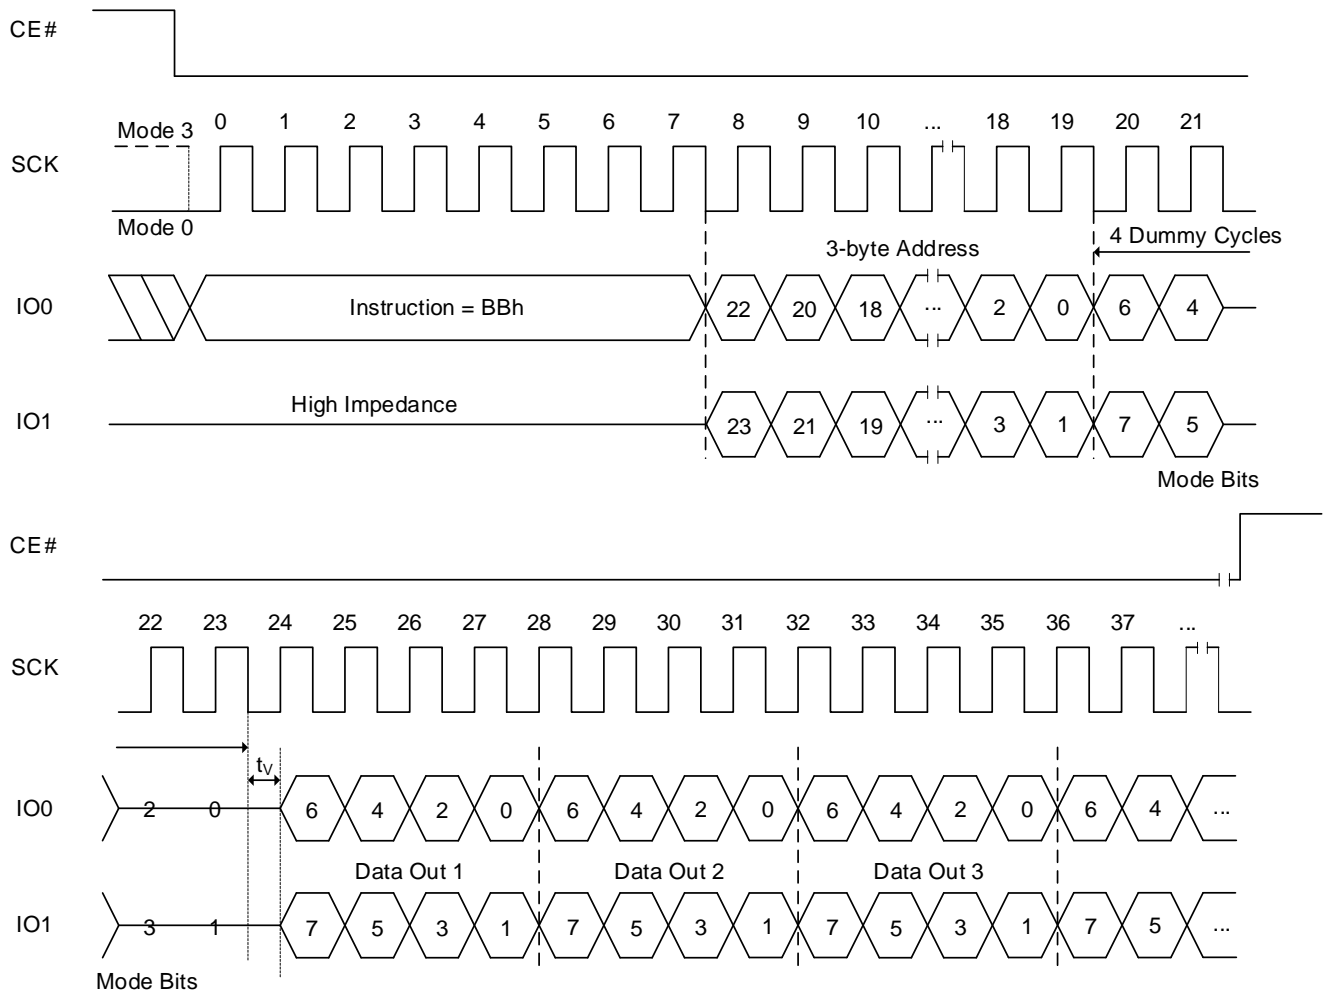 CE#
Mode 3 0 1 2 3 4 5 6 7 8 9 10 ... 18 19 20 21
SCK
Mode 0
3-byte Address 4 Dummy Cycles
IO0 Instruction = BBh 22 20 18 ... 2 0 6 4
High Impedance
IO1 23 21 19 ... 3 1 7 5
Mode Bits
CE#
22 23 24 25 26 27 28 29 30 31 32 33 34 35 36 37 ...
SCK
tV
IO0 2 0 6 4 2 0 6 4 2 0 6 4 2 0 6 4 ...
Data Out 1 Data Out 2 Data Out 3
IO1 3 1 7 5 3 1 7 5 3 1 7 5 3 1 7 5 ...
Mode Bits